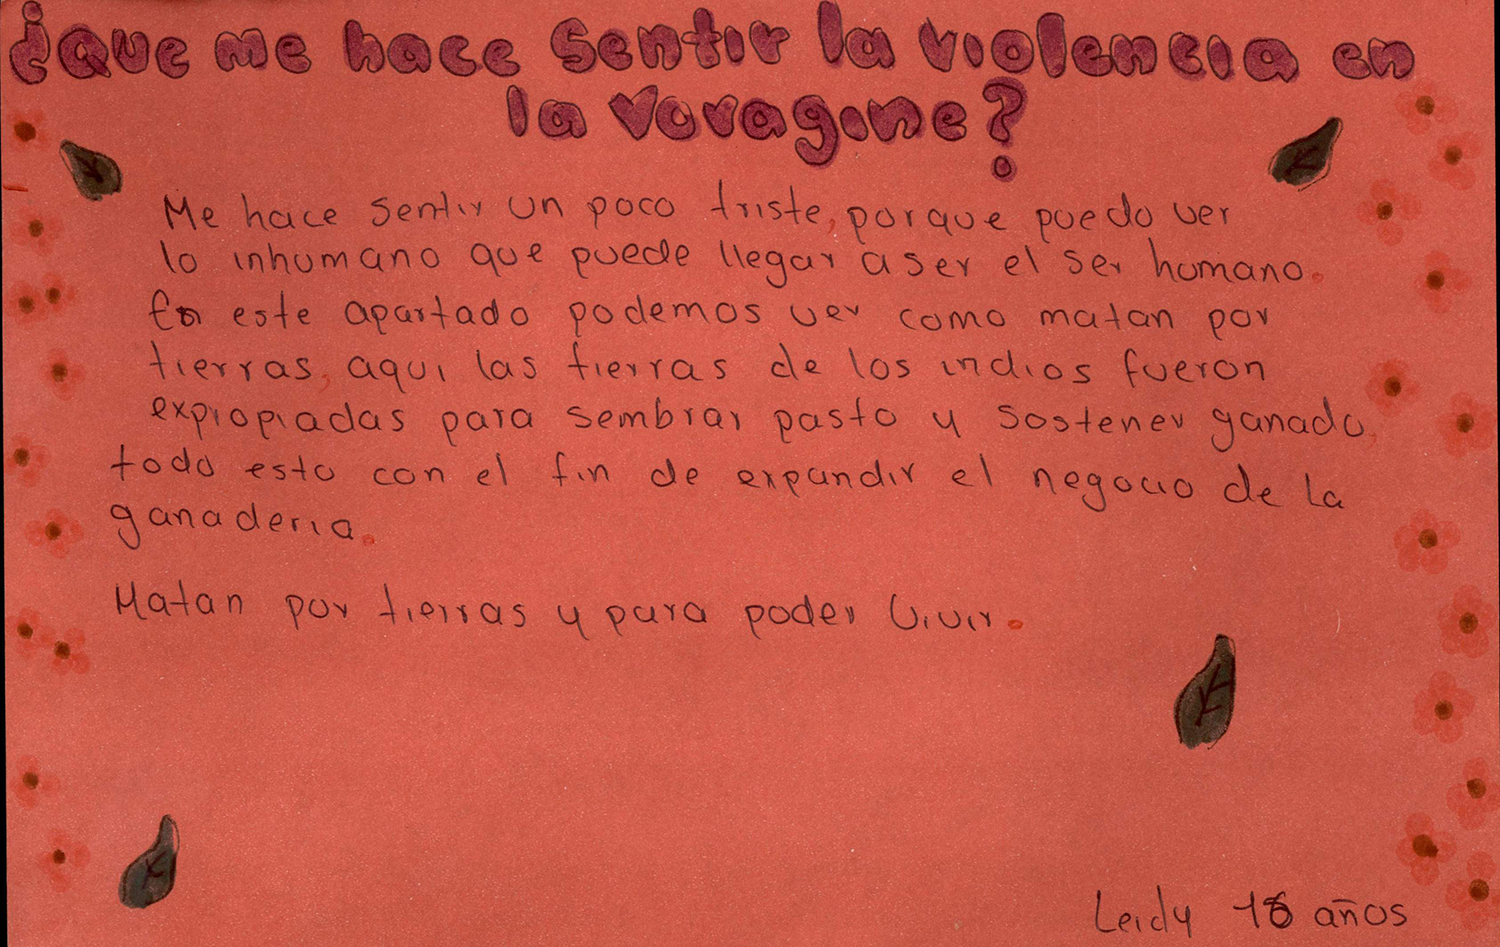 ¿Que me hace sentir la violencia en
la Voragine?
Me hace sentir un poco triste, porque puedo ver
lo inhumano que puede llegar a ser el ser humano.
En este apartado podemos ver como matan por
tierras, aqui las tierras de los indios fueron
expropiadas para sembrar pasto y sostener ganado,
todo esto con el fin de expandir el negocio de la
ganaderia.
Matan por tierras y para poder Vivir.
Leidy años